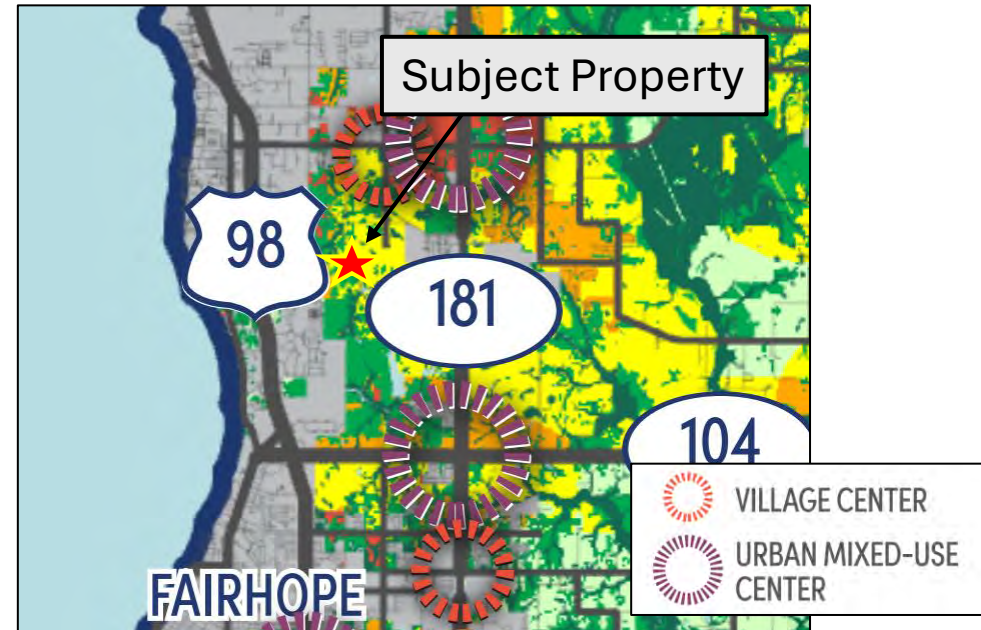 Subject Property
98
181
104
VILLAGE CENTER
URBAN MIXED-USE
CENTER
FAIRHOPE